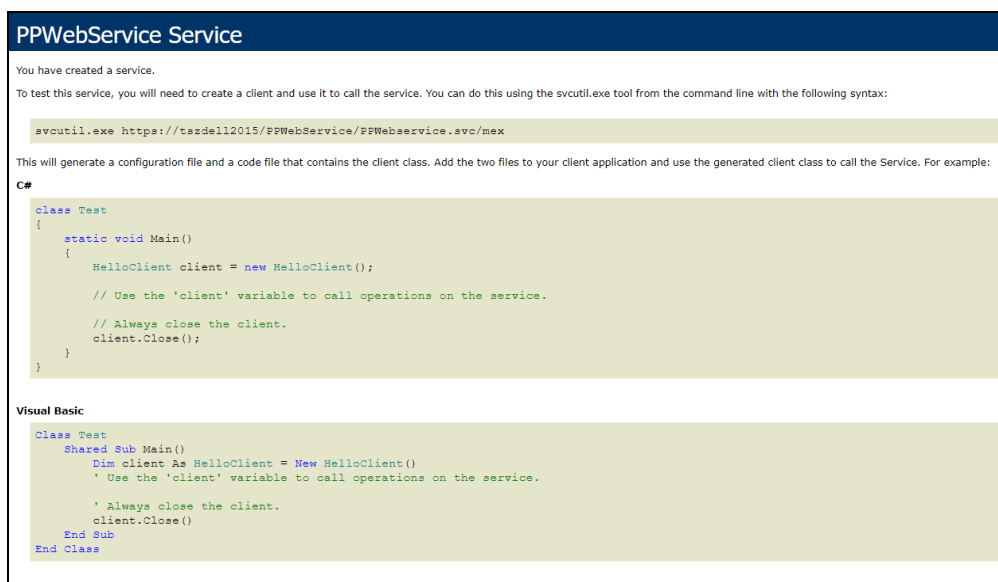 PPWebService Service
You have created a service.
To test this service, you will need to create a client and use it to call the service. You can do this using the svcutil.exe tool from the command line with the following syntax:
svcutil.exe https://tszdell2015/PPWebService/PPWebservice.svc/mex
This will generate a configuration file and a code file that contains the client class. Add the two files to your client application and use the generated client class to call the Service. For example:
C#
class Test
{
    static void Main()
    {
        HelloClient client = new HelloClient();
        // Use the 'client' variable to call operations on the service.
        // Always close the client.
        client.Close();
    }
}
Visual Basic
Class Test
    Shared Sub Main()
        Dim client As HelloClient = New HelloClient()
        ' Use the 'client' variable to call operations on the service.
        ' Always close the client.
        client.Close()
    End Sub
End Class